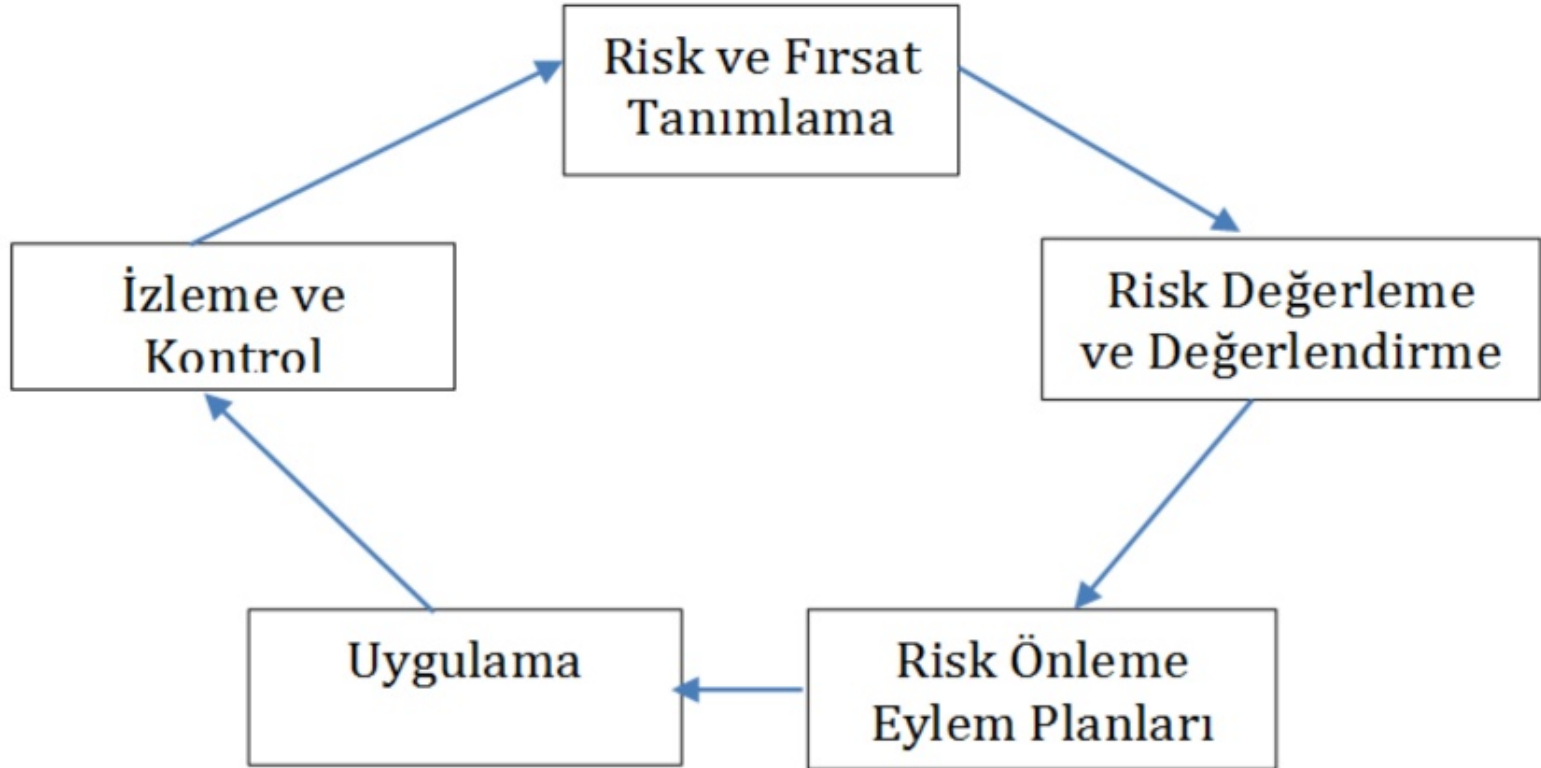 Risk ve Fırsat
Tanımlama
Risk Değerleme
ve Değerlendirme
Risk Önleme
Eylem Planları
Uygulama
İzleme ve
Kontrol